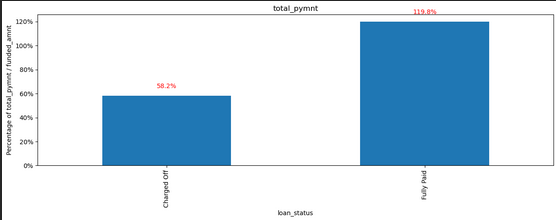 total_pymnt
119.8%
120%
100%
80%
60%
40%
20%
0%
Percentage of total_pymnt / funded_amnt
58.2%
Charged Off
Fully Paid
loan_status